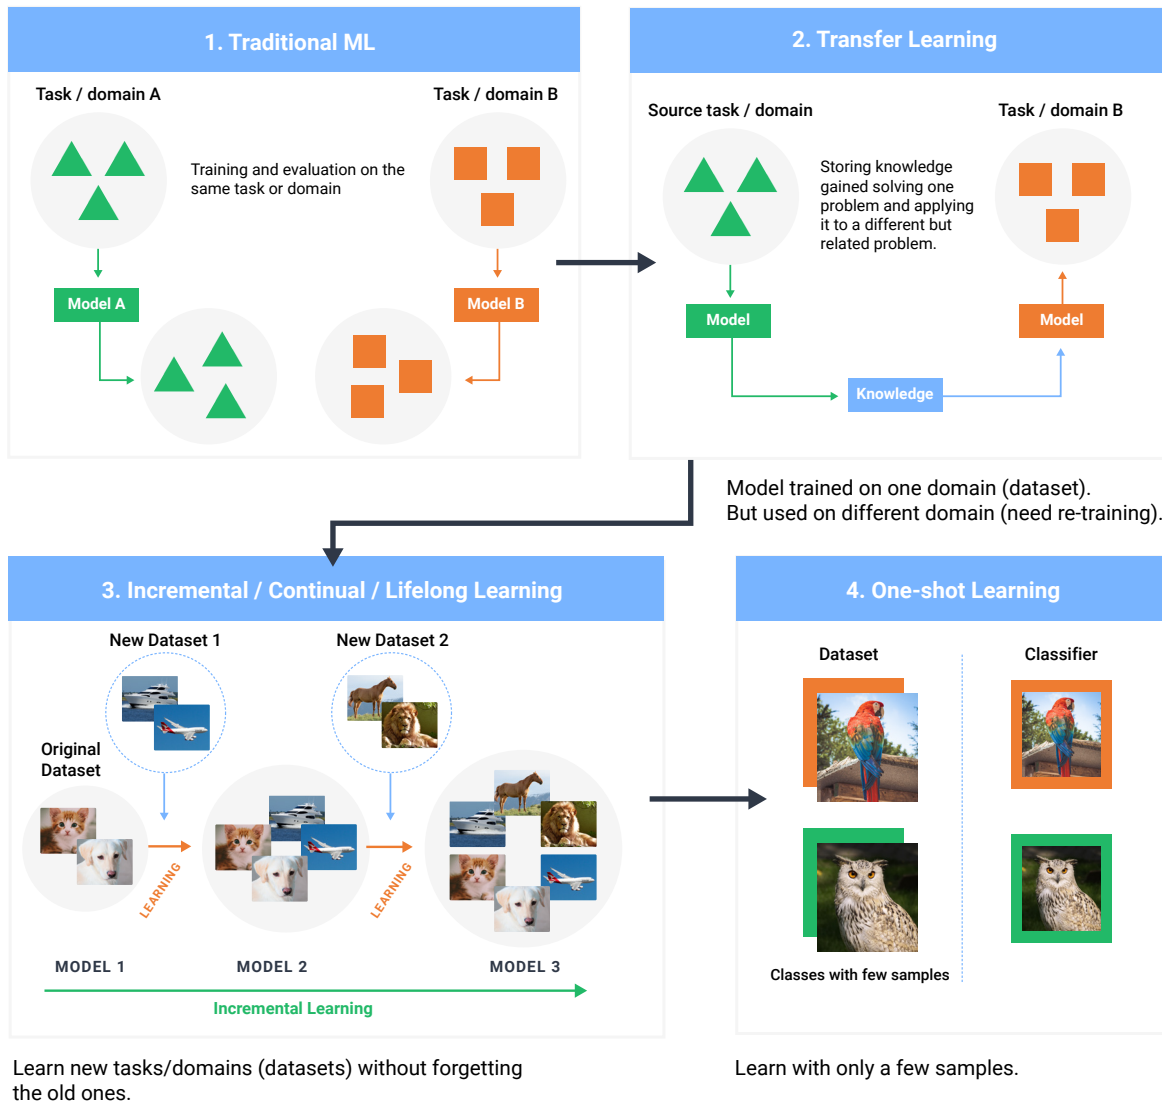 1. Traditional ML
Task / domain A
Task / domain B
Training and evaluation on the
same task or domain
Model A
Model B
2. Transfer Learning
Source task / domain
Task / domain B
Storing knowledge
gained solving one
problem and applying
it to a different but
related problem.
Model
Model
Knowledge
Model trained on one domain (dataset).
But used on different domain (need re-training).
3. Incremental / Continual / Lifelong Learning
New Dataset 1
New Dataset 2
Original
Dataset
LEARNING
LEARNING
MODEL 1
MODEL 2
MODEL 3
Incremental Learning
Learn new tasks/domains (datasets) without forgetting
the old ones.
4. One-shot Learning
Dataset
Classifier
Classes with few samples
Learn with only a few samples.